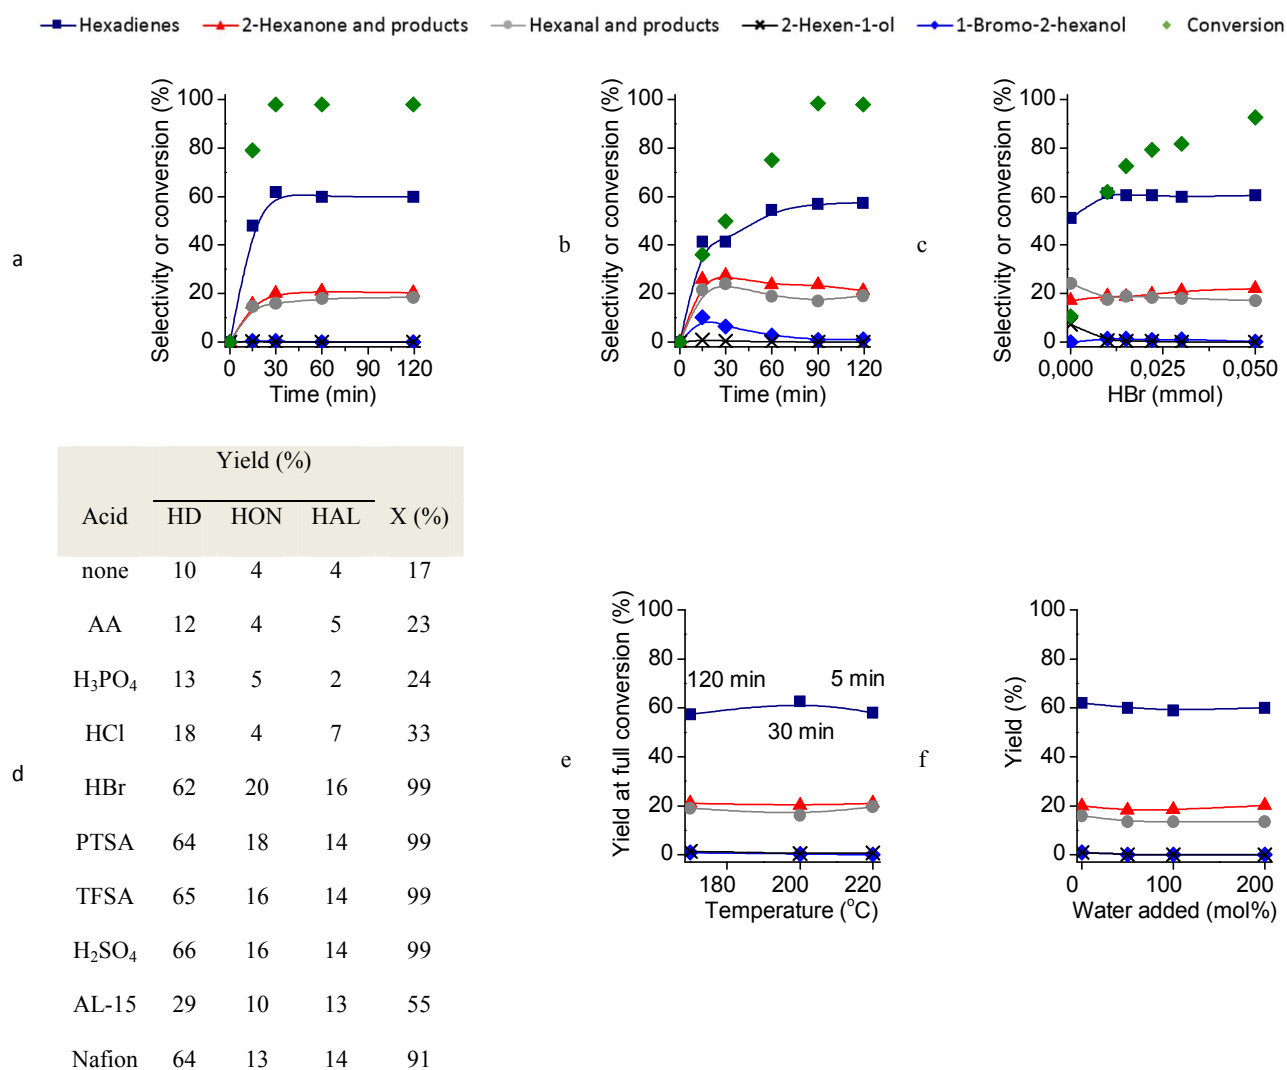 Hexadienes 2-Hexanone and products Hexanal and products 2-Hexen-1-ol 1-Bromo-2-hexanol Conversion
a
Selectivity or conversion (%)
100
80
60
40
20
0
0 30 60 90 120
Time (min)
b
Selectivity or conversion (%)
100
80
60
40
20
0
0 30 60 90 120
Time (min)
c
Selectivity or conversion (%)
100
80
60
40
20
0
0,000 0,025 0,050
HBr (mmol)
d
Yield (%)
Acid HD HON HAL X (%)
none 10 4 4 17
AA 12 4 5 23
H₃PO₄ 13 5 2 24
HCl 18 4 7 33
HBr 62 20 16 99
PTSA 64 18 14 99
TFSA 65 16 14 99
H₂SO₄ 66 16 14 99
AL-15 29 10 13 55
Nafion 64 13 14 91
e
Yield at full conversion (%)
100
80
60
40
20
0
120 min 5 min
30 min
180 200 220
Temperature (°C)
f
Yield (%)
100
80
60
40
20
0
0 100 200
Water added (mol%)